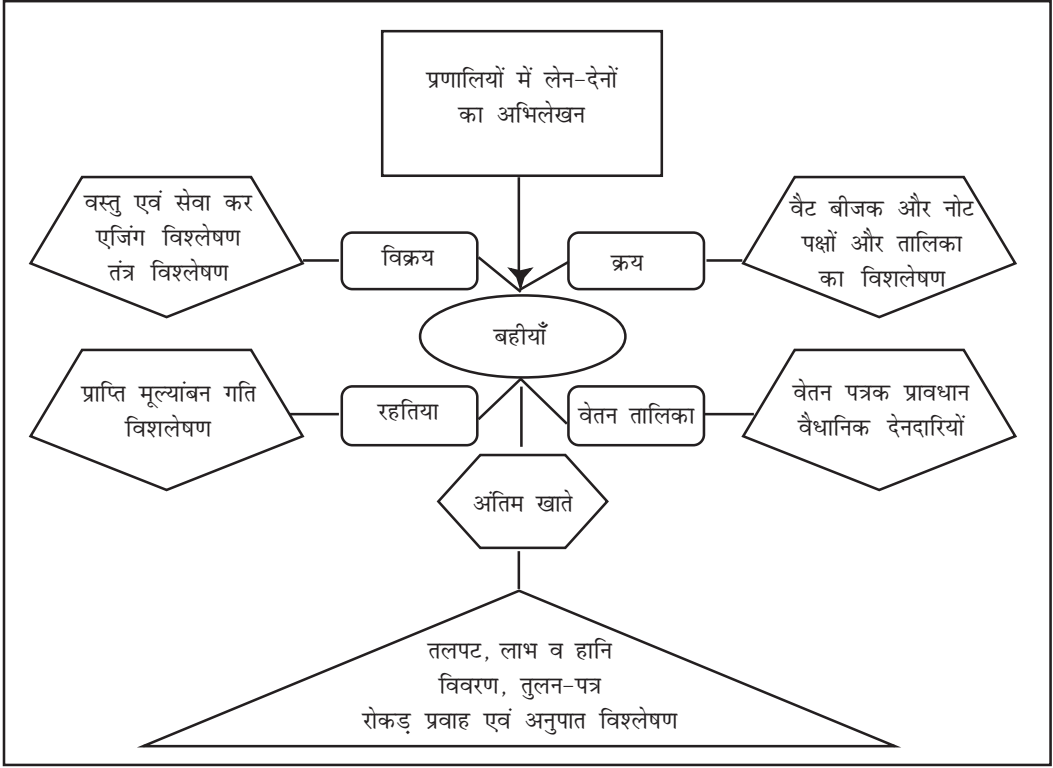 प्रणालियों में लेन-देनों
का अभिलेखन
वस्तु एवं सेवा कर
एजिंग विश्लेषण
तंत्र विश्लेषण
विक्रय
क्रय
वैट बीजक और नोट
पक्षों और तालिका
का विशलेषण
बहीयाँ
प्राप्ति मूल्यांबन गति
विशलेषण
रहतिया
वेतन तालिका
वेतन पत्रक प्रावधान
वैधानिक देनदारियों
अंतिम खाते
तलपट, लाभ व हानि
विवरण, तुलन-पत्र
रोकड़ प्रवाह एवं अनुपात विश्लेषण